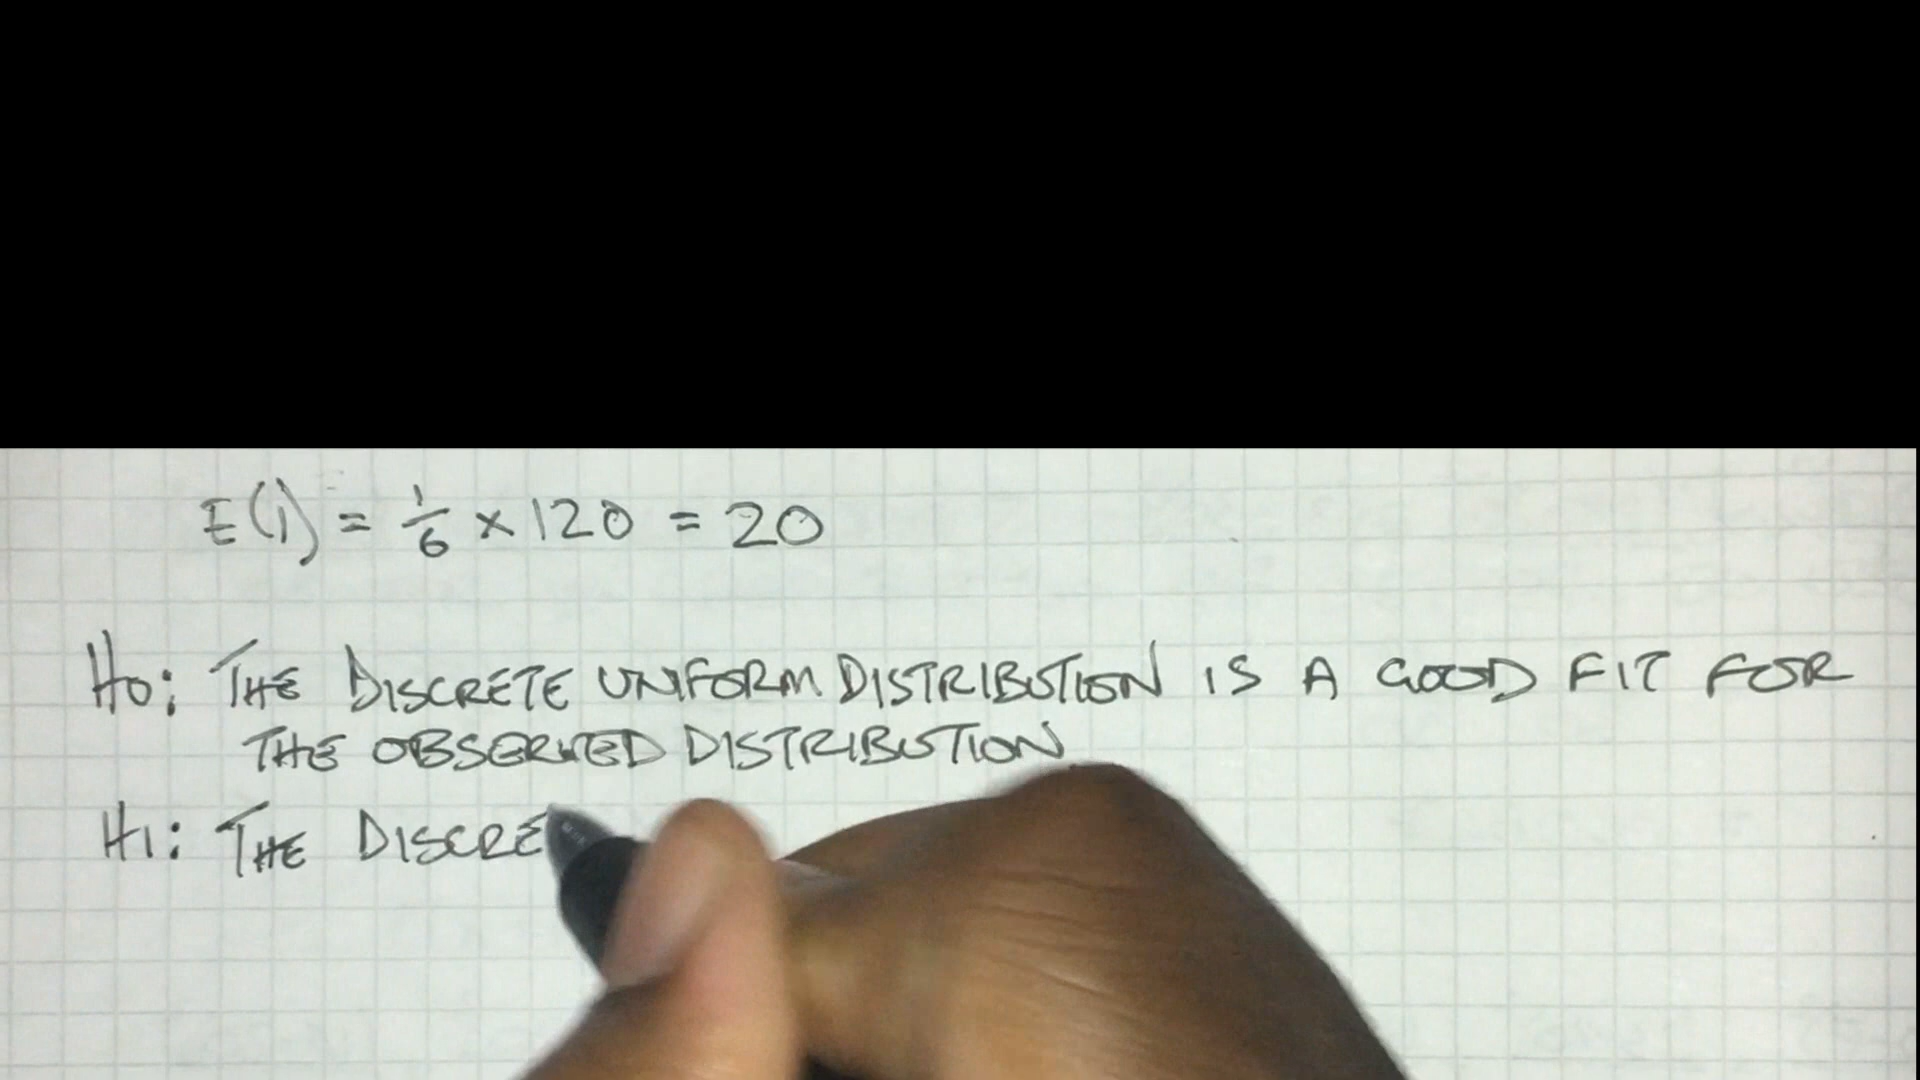 E(1) = 1/6 × 120 = 20
H0: THE DISCRETE UNIFORM DISTRIBUTION IS A GOOD FIT FOR
THE OBSERVED DISTRIBUTION
H1: THE DISCRE